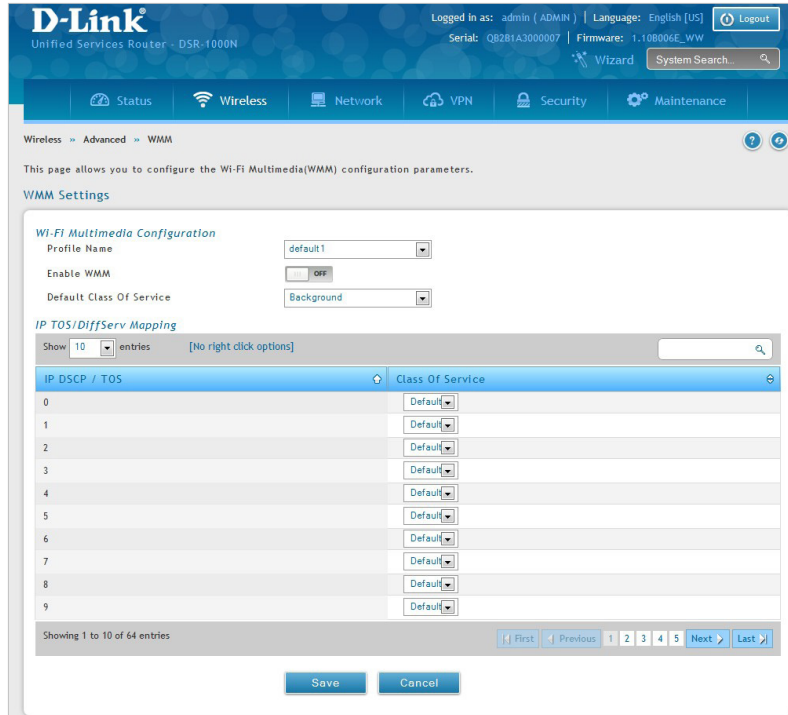 D-Link®
Unified Services Router - DSR-1000N
Logged in as: admin ( ADMIN ) | Language: English [US]
Logout
Serial: QB281A3000007 | Firmware: 1.10B006E_WW
Wizard
System Search...
Status
Wireless
Network
VPN
Security
Maintenance
Wireless » Advanced » WMM
?
This page allows you to configure the Wi-Fi Multimedia(WMM) configuration parameters.
WMM Settings
Wi-Fi Multimedia Configuration
Profile Name default1
Enable WMM OFF
Default Class Of Service Background
IP TOS/DiffServ Mapping
Show 10 entries [No right click options]
IP DSCP / TOS Class Of Service
0 Default
1 Default
2 Default
3 Default
4 Default
5 Default
6 Default
7 Default
8 Default
9 Default
Showing 1 to 10 of 64 entries
First Previous 1 2 3 4 5 Next Last
Save Cancel